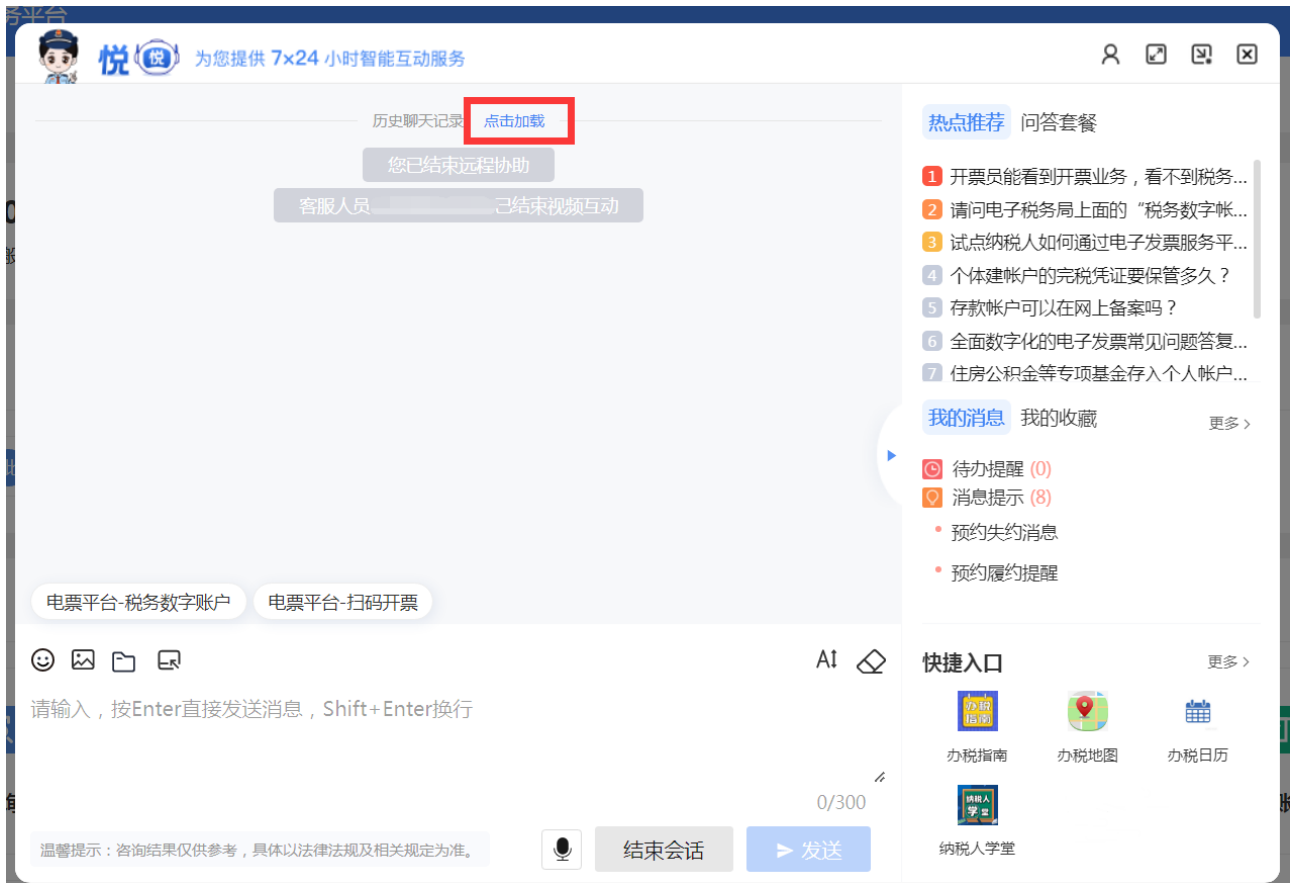 务平台
悦 悦 为您提供 7×24 小时智能互动服务
历史聊天记录 点击加载
您已结束远程协助
客服人员 已结束视频互动
电票平台-税务数字账户 电票平台-扫码开票
请输入，按Enter直接发送消息，Shift+Enter换行
0/300
温馨提示：咨询结果仅供参考，具体以法律法规及相关规定为准。
结束会话 发送
热点推荐 问答套餐
1 开票员能看到开票业务，看不到税务...
2 请问电子税务局上面的“税务数字帐...
3 试点纳税人如何通过电子发票服务平...
4 个体建帐户的完税凭证要保管多久？
5 存款帐户可以在网上备案吗？
6 全面数字化的电子发票常见问题答复...
7 住房公积金等专项基金存入个人帐户...
我的消息 我的收藏 更多
待办提醒 (0)
消息提示 (8)
预约失约消息
预约履约提醒
快捷入口 更多
办税指南
办税指南 办税地图 办税日历
纳税人学堂
纳税人学堂